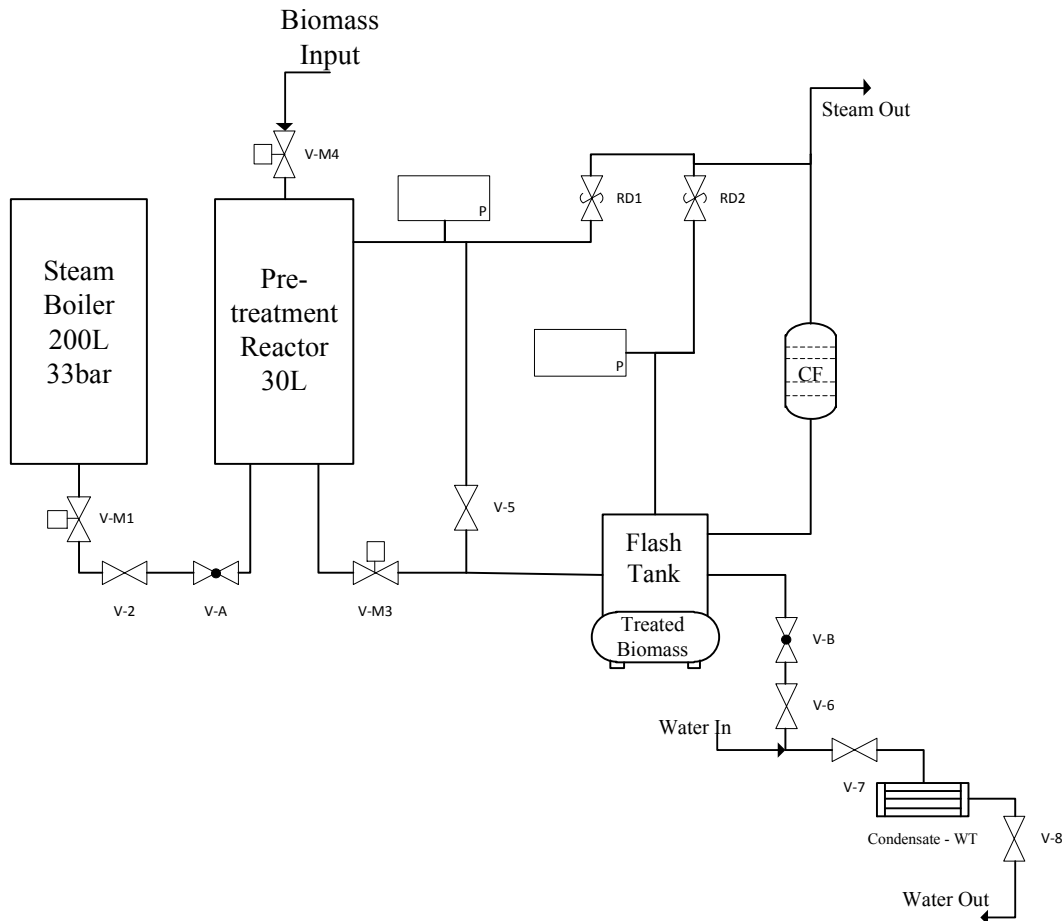 Biomass
Input
Steam Out
V-M4
P
RD1
RD2
Steam
Boiler
200L
33bar
Pre-
treatment
Reactor
30L
P
CF
V-M1
V-5
Flash
Tank
V-2
V-A
V-M3
Treated
Biomass
V-B
V-6
Water In
V-7
Condensate - WT
V-8
Water Out